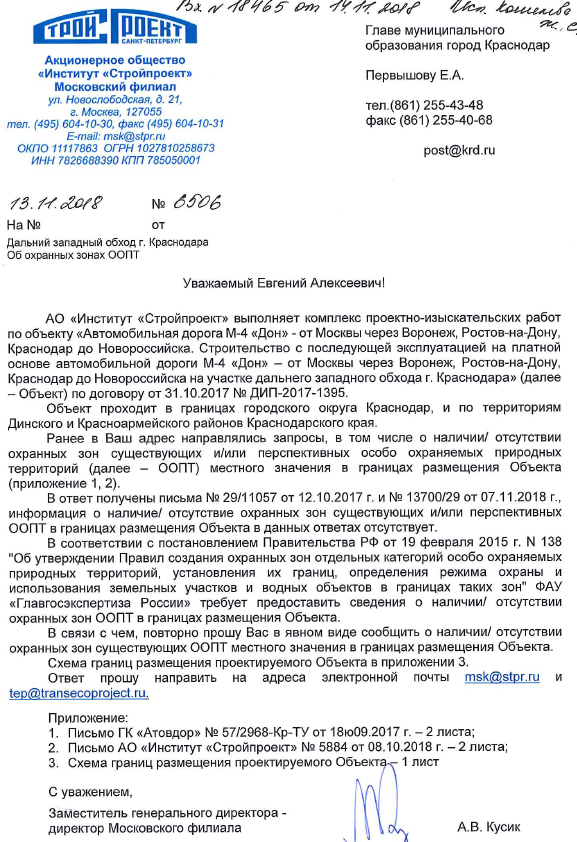 Вх № 18465 от 14.11.2018
СТРОЙПРОЕКТ
САНКТ-ПЕТЕРБУРГ
Акционерное общество
«Институт «Стройпроект»
Московский филиал
ул. Новослободская, д. 21,
г. Москва, 127055
тел. (495) 604-10-30, факс (495) 604-10-31
E-mail: msk@stpr.ru
ОКПО 11117863 ОГРН 1027810258673
ИНН 7826688390 КПП 785050001
Главе муниципального
образования город Краснодар
Первышову Е.А.
тел.(861) 255-43-48
факс (861) 255-40-68
post@krd.ru
13.11.2018 № 6506
На № от
Дальний западный обход г. Краснодара
Об охранных зонах ООПТ
Уважаемый Евгений Алексеевич!
АО «Институт «Стройпроект» выполняет комплекс проектно-изыскательских работ
по объекту «Автомобильная дорога М-4 «Дон» - от Москвы через Воронеж, Ростов-на-Дону,
Краснодар до Новороссийска. Строительство с последующей эксплуатацией на платной
основе автомобильной дороги М-4 «Дон» – от Москвы через Воронеж, Ростов-на-Дону,
Краснодар до Новороссийска на участке дальнего западного обхода г. Краснодара» (далее
– Объект) по договору от 31.10.2017 № ДИП-2017-1395.
Объект проходит в границах городского округа Краснодар, и по территориям
Динского и Красноармейского районов Краснодарского края.
Ранее в Ваш адрес направлялись запросы, в том числе о наличии/ отсутствии
охранных зон существующих и/или перспективных особо охраняемых природных
территорий (далее – ООПТ) местного значения в границах размещения Объекта
(приложение 1, 2).
В ответ получены письма № 29/11057 от 12.10.2017 г. и № 13700/29 от 07.11.2018 г.,
информация о наличие/ отсутствие охранных зон существующих и/или перспективных
ООПТ в границах размещения Объекта в данных ответах отсутствует.
В соответствии с постановлением Правительства РФ от 19 февраля 2015 г. N 138
"Об утверждении Правил создания охранных зон отдельных категорий особо охраняемых
природных территорий, установления их границ, определения режима охраны и
использования земельных участков и водных объектов в границах таких зон" ФАУ
«Главгосэкспертиза России» требует предоставить сведения о наличии/ отсутствии
охранных зон ООПТ в границах размещения Объекта.
В связи с чем, повторно прошу Вас в явном виде сообщить о наличии/ отсутствии
охранных зон существующих ООПТ местного значения в границах размещения Объекта.
Схема границ размещения проектируемого Объекта в приложении 3.
Ответ прошу направить на адреса электронной почты msk@stpr.ru и
tep@transecoproject.ru.
Приложение:
1. Письмо ГК «Атовдор» № 57/2968-Кр-ТУ от 18ю09.2017 г. – 2 листа;
2. Письмо АО «Институт «Стройпроект» № 5884 от 08.10.2018 г. – 2 листа;
3. Схема границ размещения проектируемого Объекта – 1 лист
С уважением,
Заместитель генерального директора -
директор Московского филиала А.В. Кусик